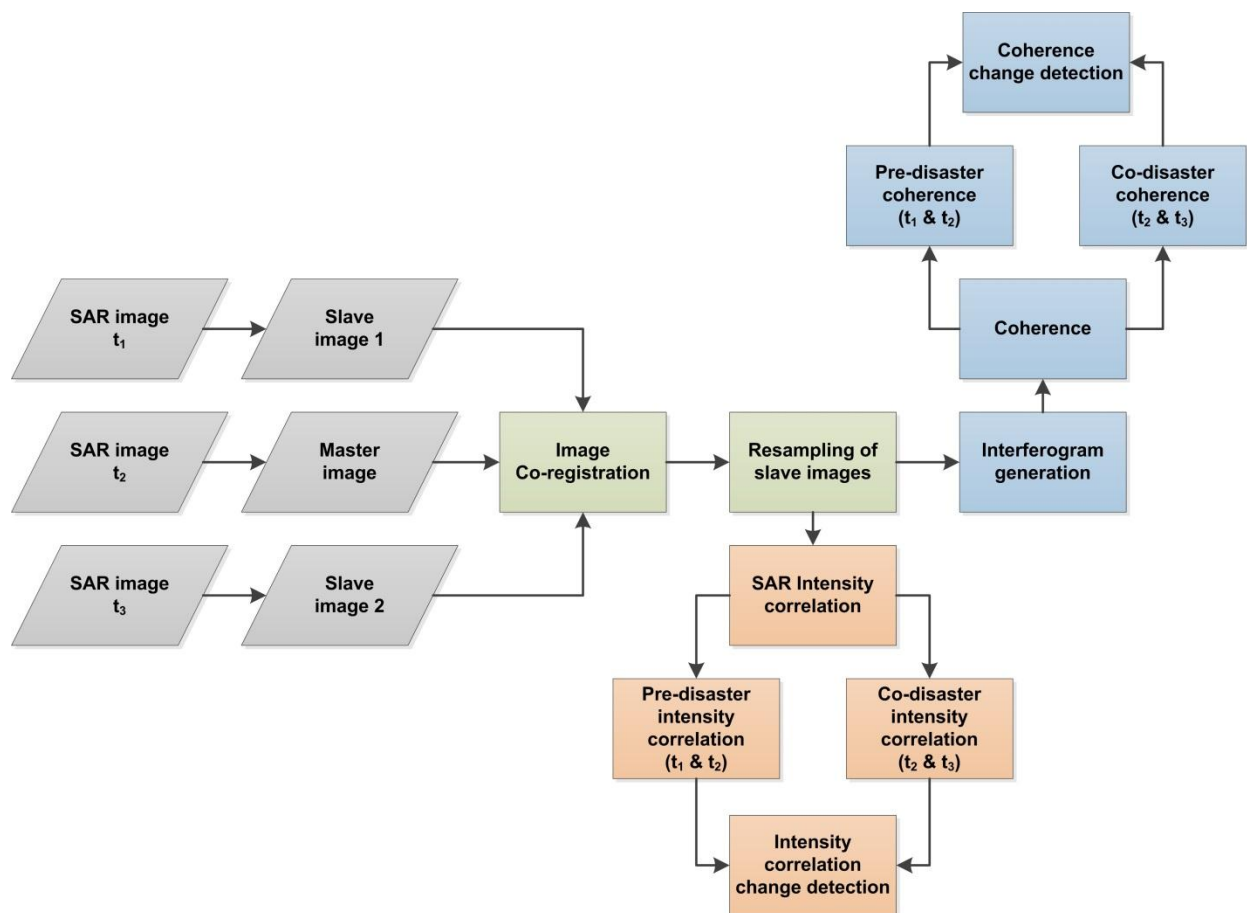 Coherence
change detection
Pre-disaster
coherence
(t₁ & t₂)
Co-disaster
coherence
(t₂ & t₃)
SAR image
t₁
Slave
image 1
Coherence
SAR image
t₂
Master
image
Image
Co-registration
Resampling of
slave images
Interferogram
generation
SAR image
t₃
Slave
image 2
SAR Intensity
correlation
Pre-disaster
intensity
correlation
(t₁ & t₂)
Co-disaster
intensity
correlation
(t₂ & t₃)
Intensity
correlation
change detection